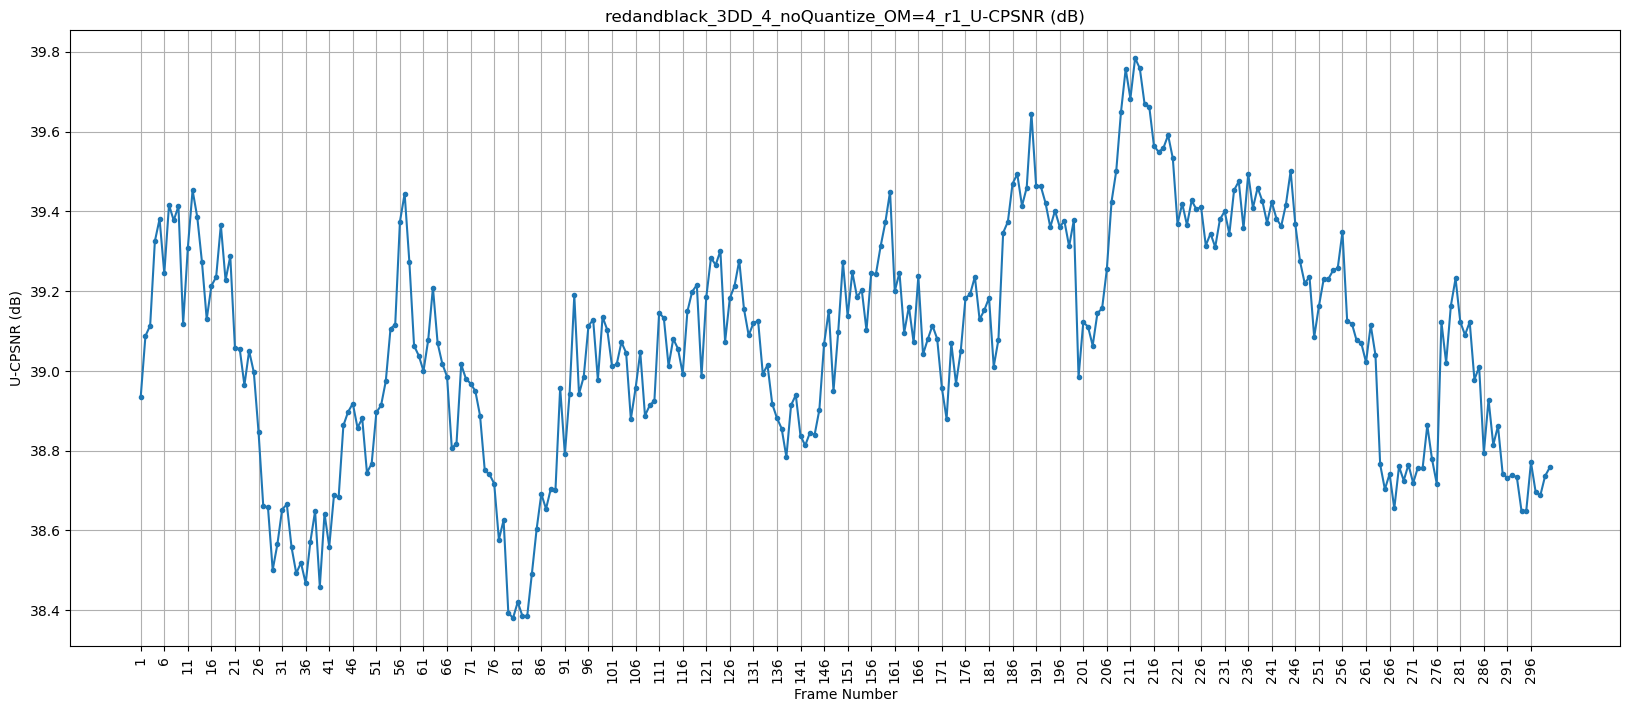 redandblack_3DD_4_noQuantize_OM=4_r1_U-CPSNR (dB)
U-CPSNR (dB)
39.8
39.6
39.4
39.2
39.0
38.8
38.6
38.4
1 6 11 16 21 26 31 36 41 46 51 56 61 66 71 76 81 86 91 96 101 106 111 116 121 126 131 136 141 146 151 156 161 166 171 176 181 186 191 196 201 206 211 216 221 226 231 236 241 246 251 256 261 266 271 276 281 286 291 296
Frame Number